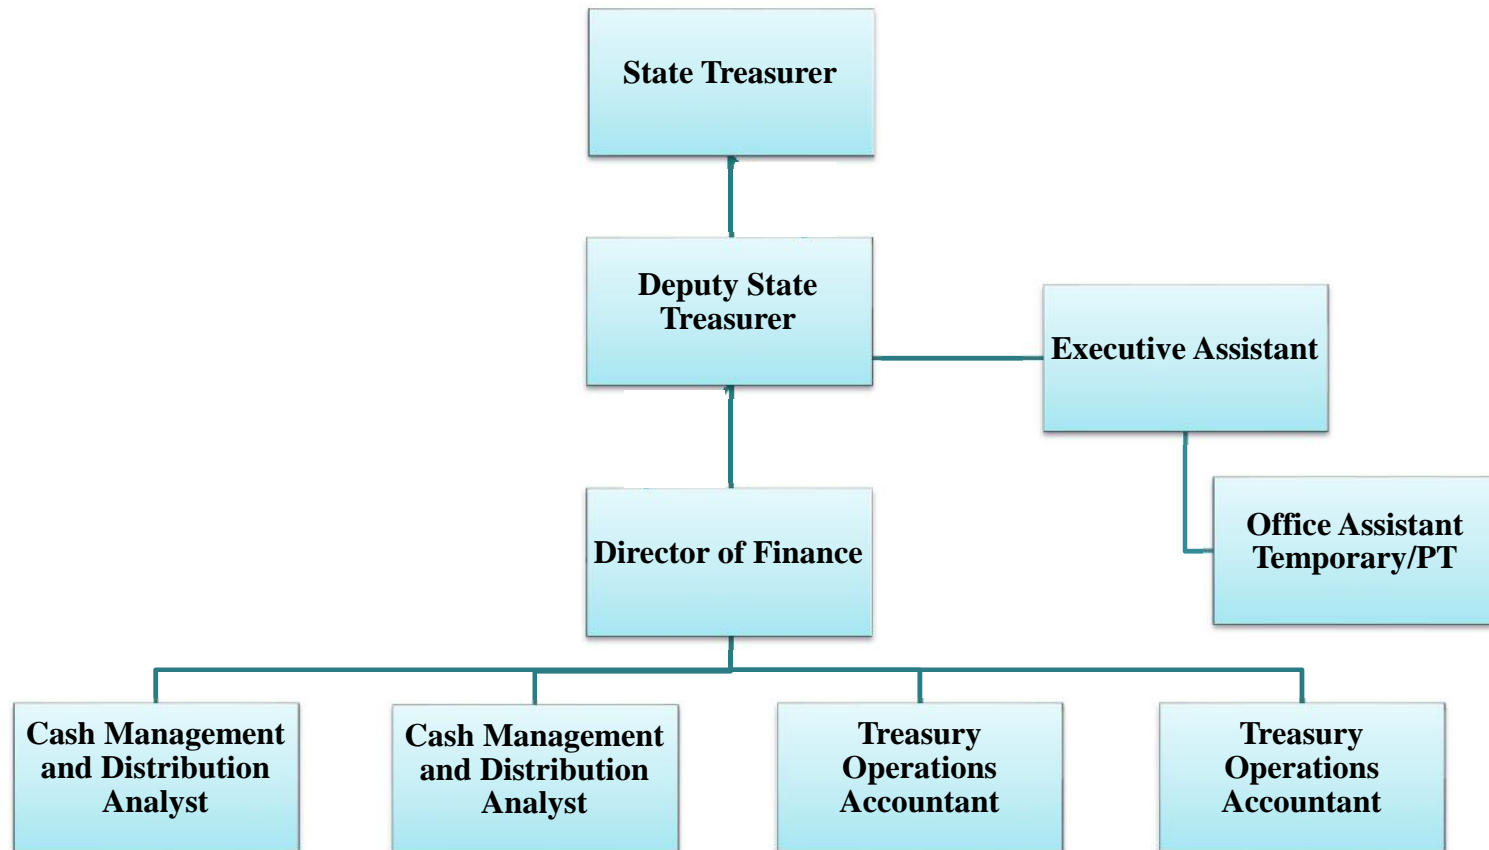 State Treasurer
Deputy State
Treasurer
Executive Assistant
Office Assistant
Temporary/PT
Director of Finance
Cash Management
and Distribution
Analyst
Cash Management
and Distribution
Analyst
Treasury
Operations
Accountant
Treasury
Operations
Accountant